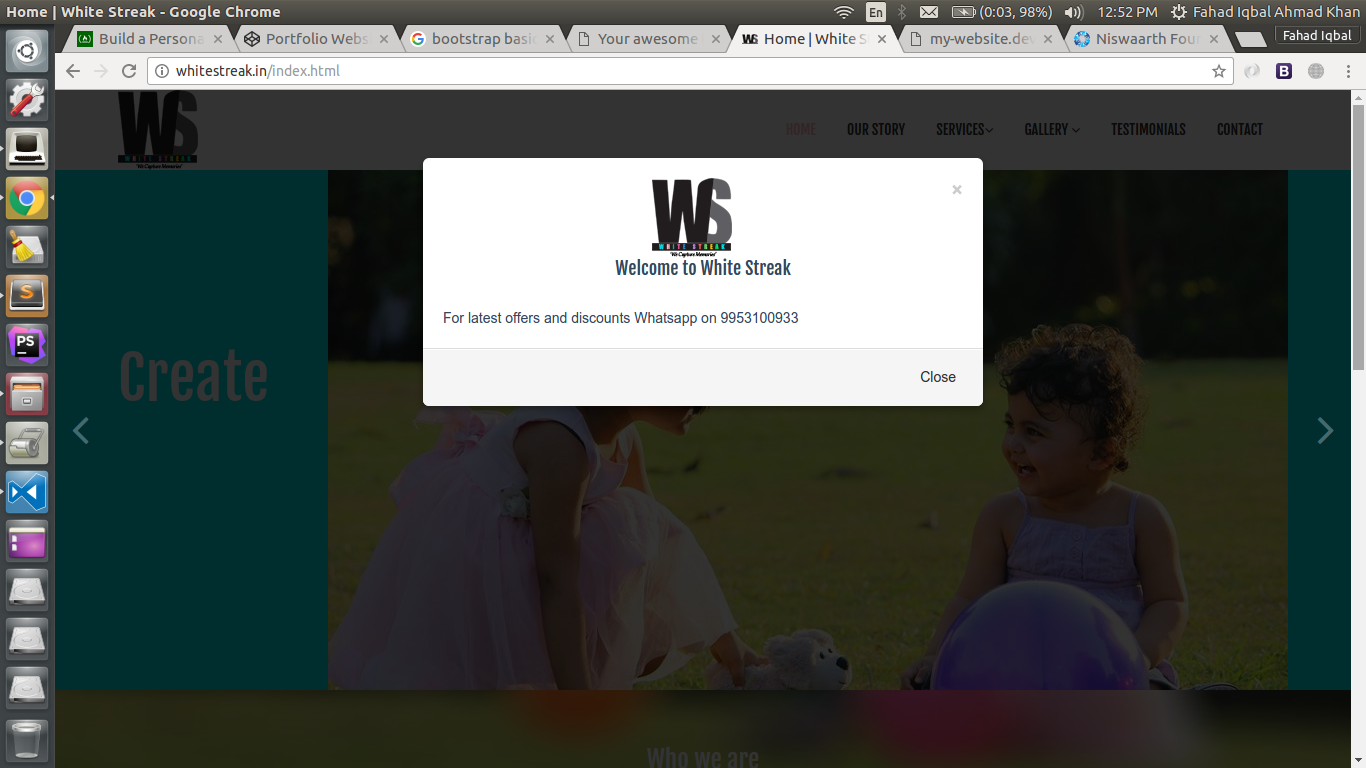 Home | White Streak - Google Chrome
En
(0:03, 98%)
12:52 PM
Fahad Iqbal Ahmad Khan
Build a Persona
Portfolio Webs
bootstrap basi
Your awesome
WS
Home | White S
my-website.dev
Niswaarth Four
Fahad Iqbal
whitestreak.in/index.html
B
WS
WHITE STREAK
"We Capture Memories"
HOME
OUR STORY
SERVICES
GALLERY
TESTIMONIALS
CONTACT
×
WS
WHITE STREAK
"We Capture Memories"
Welcome to White Streak
For latest offers and discounts Whatsapp on 9953100933
Close
Create
S
PS
Who we are